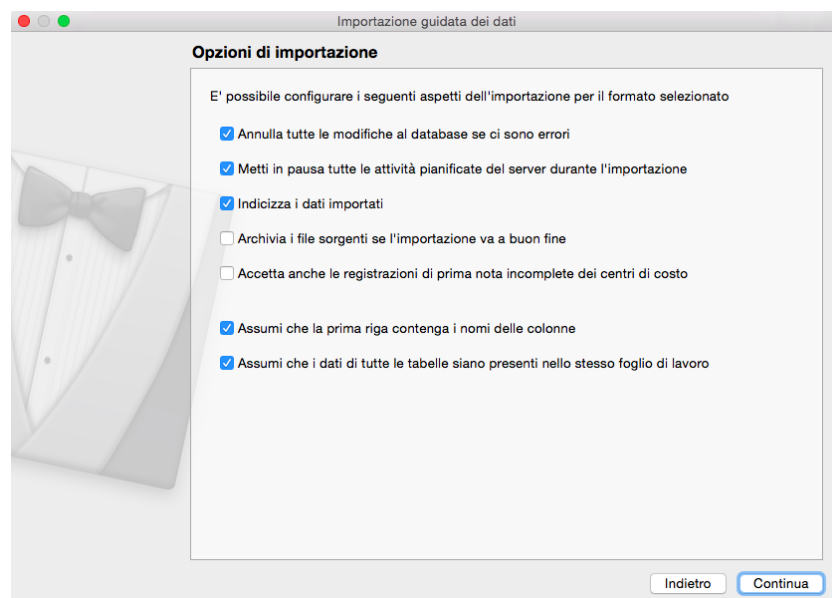 Importazione guidata dei dati
Opzioni di importazione
E' possibile configurare i seguenti aspetti dell'importazione per il formato selezionato
Annulla tutte le modifiche al database se ci sono errori
Metti in pausa tutte le attività pianificate del server durante l'importazione
Indicizza i dati importati
Archivia i file sorgenti se l'importazione va a buon fine
Accetta anche le registrazioni di prima nota incomplete dei centri di costo
Assumi che la prima riga contenga i nomi delle colonne
Assumi che i dati di tutte le tabelle siano presenti nello stesso foglio di lavoro
Indietro
Continua